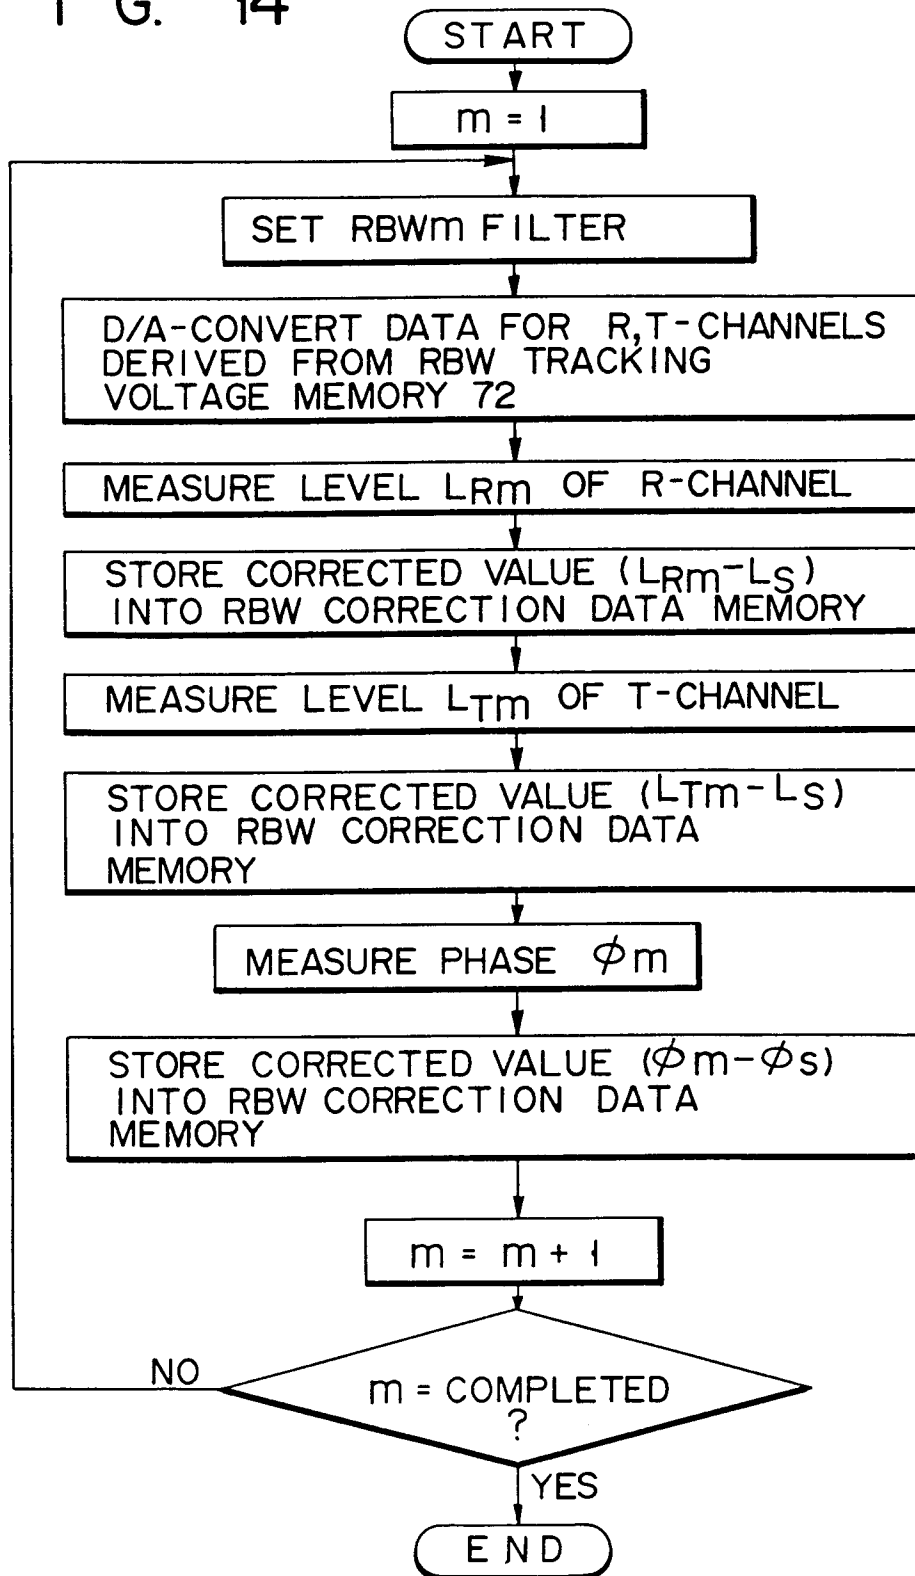 I G. 14
START
m = 1
SET RBWm FILTER
D/A-CONVERT DATA FOR R,T-CHANNELS
DERIVED FROM RBW TRACKING
VOLTAGE MEMORY 72
MEASURE LEVEL LRm OF R-CHANNEL
STORE CORRECTED VALUE (LRm-LS)
INTO RBW CORRECTION DATA MEMORY
MEASURE LEVEL LTm OF T-CHANNEL
STORE CORRECTED VALUE (LTm-LS)
INTO RBW CORRECTION DATA
MEMORY
MEASURE PHASE ϕm
STORE CORRECTED VALUE (ϕm-ϕs)
INTO RBW CORRECTION DATA
MEMORY
m = m + 1
NO
m = COMPLETED
?
YES
END